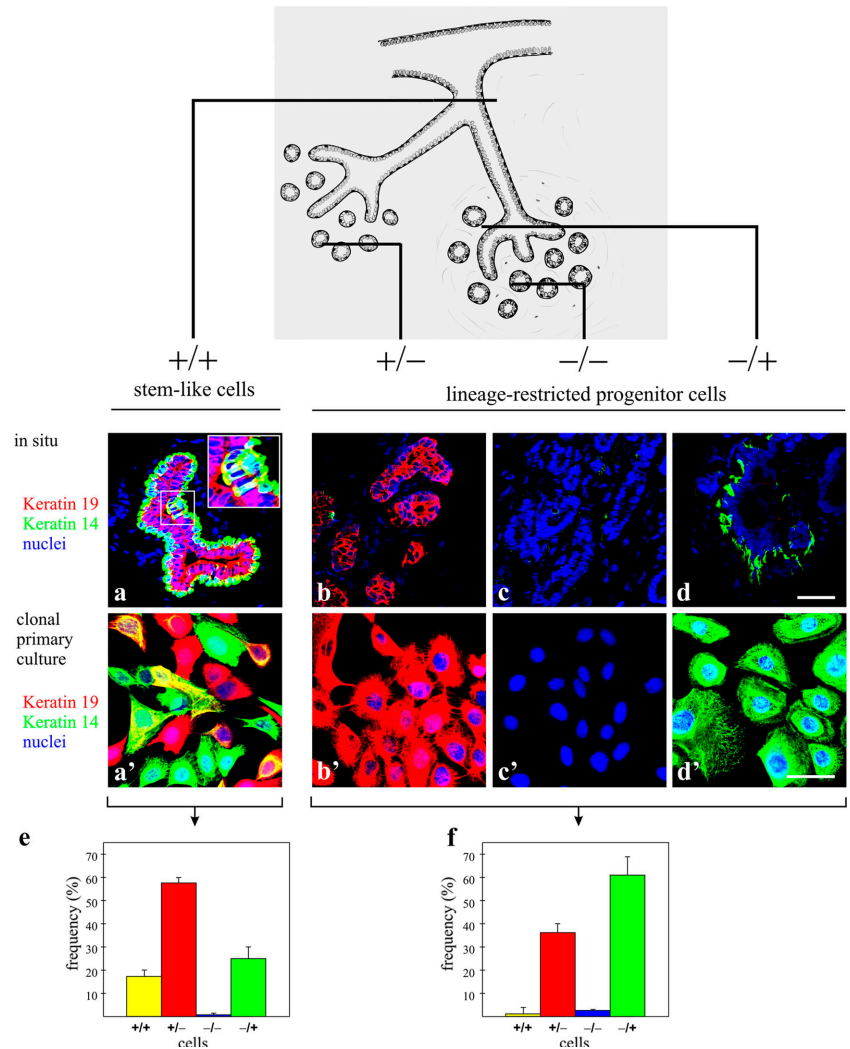 +/+ +/− −/− −/+
stem-like cells lineage-restricted progenitor cells
in situ
Keratin 19
Keratin 14
nuclei
a b c d
clonal
primary
culture
Keratin 19
Keratin 14
nuclei
a' b' c' d'
e
70
60
50
40
30
20
10
frequency (%)
+/+ +/− −/− −/+
cells
f
70
60
50
40
30
20
10
frequency (%)
+/+ +/− −/− −/+
cells